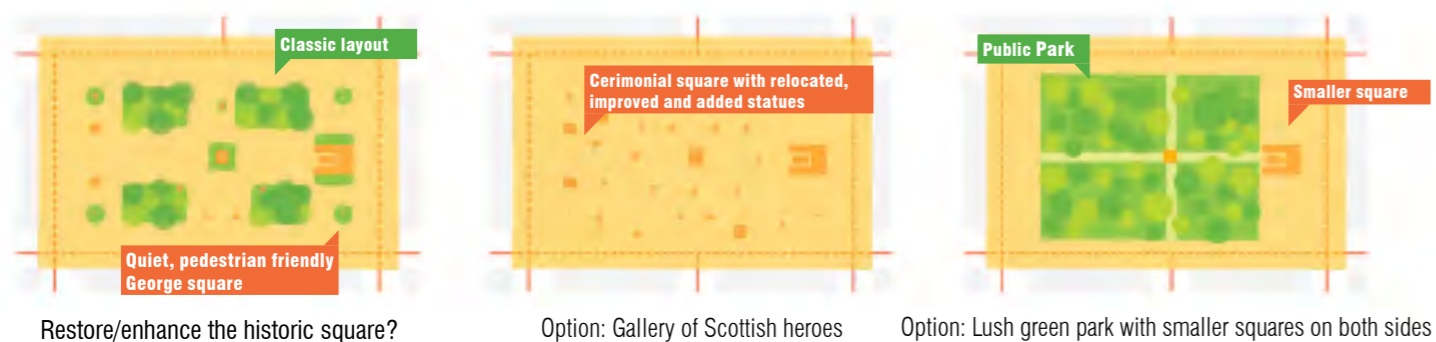 Classic layout
Quiet, pedestrian friendly
George square
Restore/enhance the historic square?
Cerimonial square with relocated,
improved and added statues
Option: Gallery of Scottish heroes
Public Park
Smaller square
Option: Lush green park with smaller squares on both sides